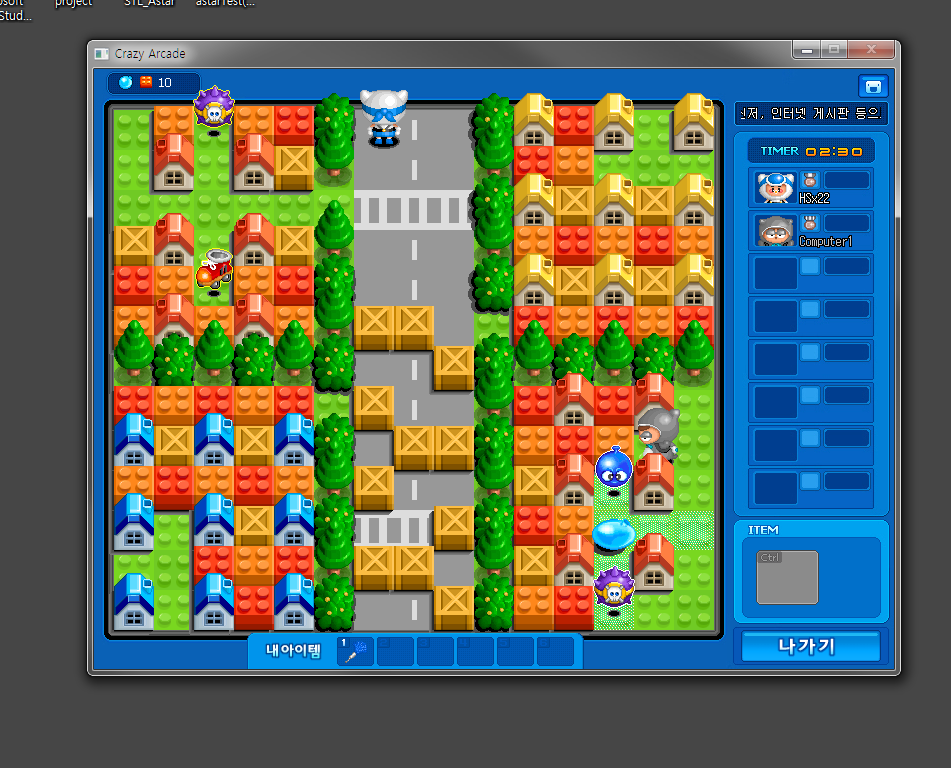 Stud...
project
STL_Astar
astarTest(...
Crazy Arcade
10
인터넷 게시판 등으
TIMER 02:30
HSx22
Computer1
ITEM
Ctrl
나가기
내 아이템
1